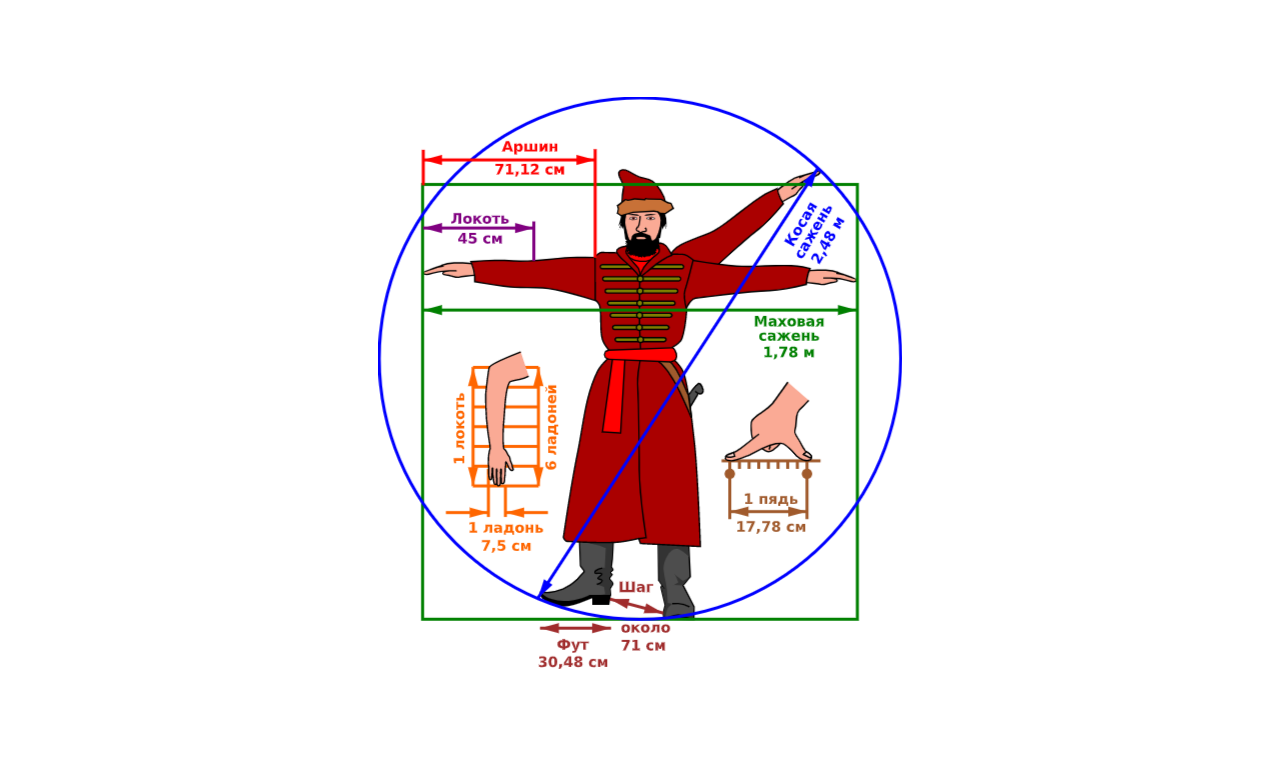 Аршин
71,12 см
Локоть
45 см
Косая
сажень
2,48 м
Маховая
сажень
1,78 м
1 локоть
6 ладоней
1 ладонь
7,5 см
1 пядь
17,78 см
Шаг
около
71 см
Фут
30,48 см